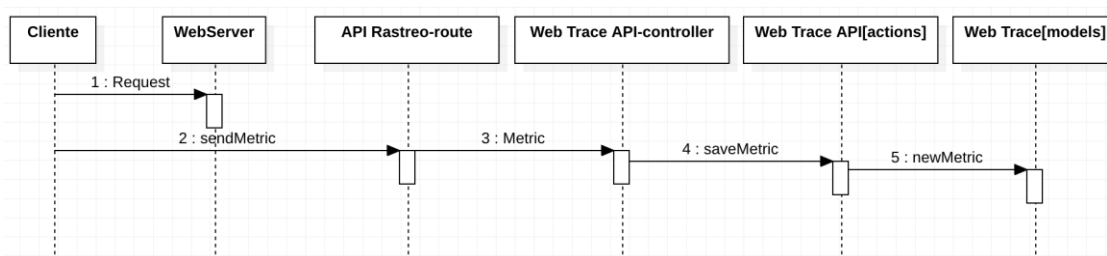 Cliente
WebServer
API Rastreo-route
Web Trace API-controller
Web Trace API[actions]
Web Trace[models]
1 : Request
2 : sendMetric
3 : Metric
4 : saveMetric
5 : newMetric